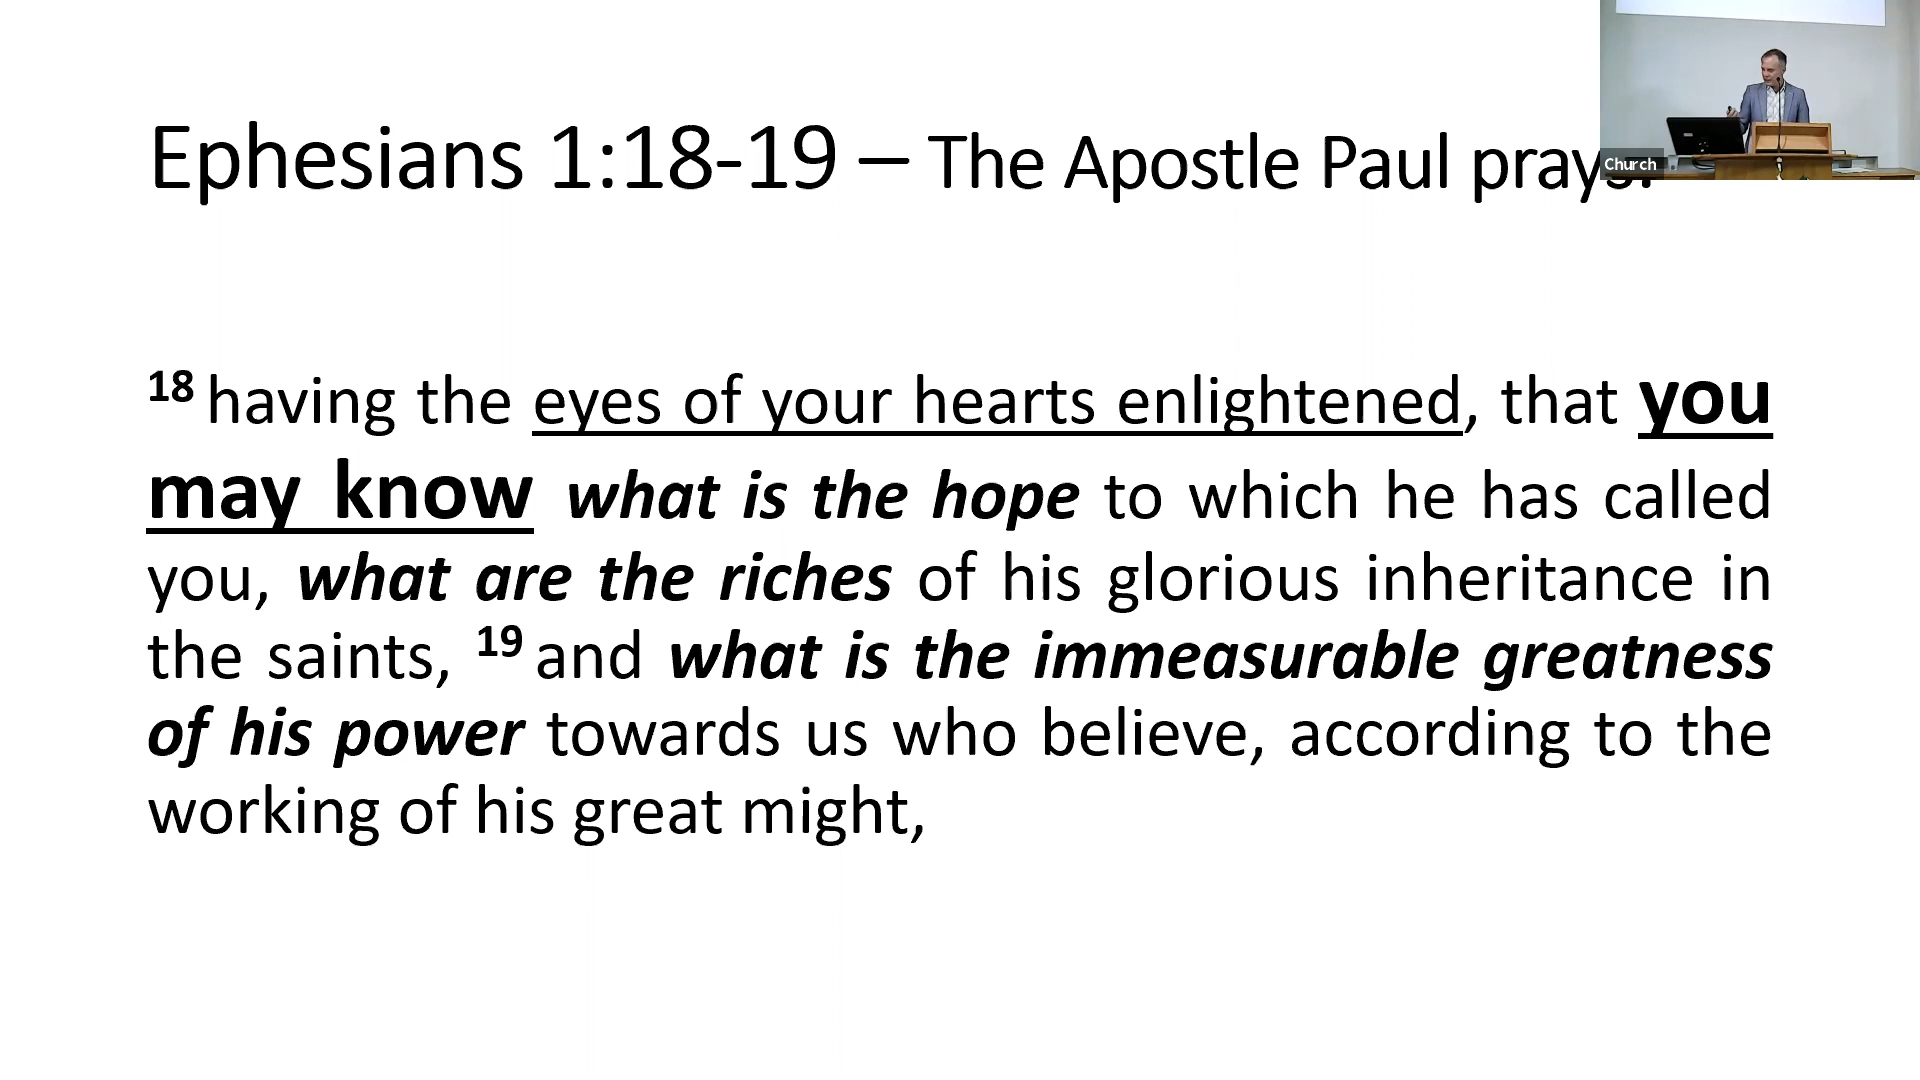 Ephesians 1:18-19 – The Apostle Paul prays:
Church
18 having the eyes of your hearts enlightened, that you
may know what is the hope to which he has called
you, what are the riches of his glorious inheritance in
the saints, 19 and what is the immeasurable greatness
of his power towards us who believe, according to the
working of his great might,